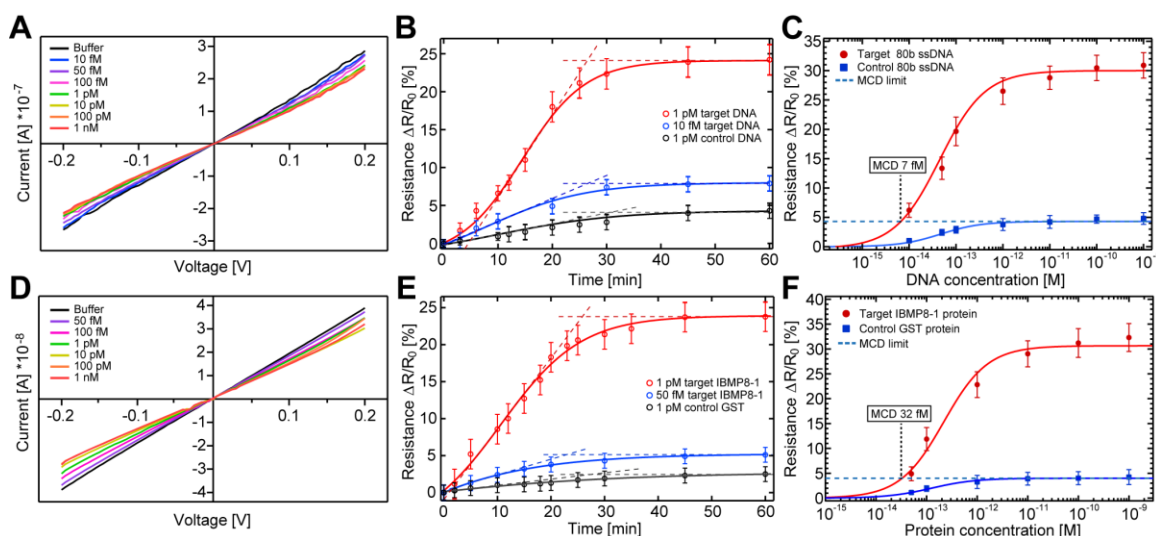 A
Current [A] *10-7
Buffer
10 fM
50 fM
100 fM
1 pM
10 pM
100 pM
1 nM
3
2
1
-1
-2
-3
-0.2
-0.1
0
0.1
0.2
Voltage [V]
B
Resistance ΔR/R0 [%]
25
20
15
10
5
0
1 pM target DNA
10 fM target DNA
1 pM control DNA
0
10
20
30
40
50
60
Time [min]
C
Resistance ΔR/R0 [%]
35
30
25
20
15
10
5
0
Target 80b ssDNA
Control 80b ssDNA
MCD limit
MCD 7 fM
10-15
10-14
10-13
10-12
10-11
10-10
10-9
DNA concentration [M]
D
Current [A] *10-8
Buffer
50 fM
100 fM
1 pM
10 pM
100 pM
1 nM
4
3
2
1
-1
-2
-3
-4
-0.2
-0.1
0
0.1
0.2
Voltage [V]
E
Resistance ΔR/R0 [%]
25
20
15
10
5
0
1 pM target IBMP8-1
50 fM target IBMP8-1
1 pM control GST
0
10
20
30
40
50
60
Time [min]
F
Resistance ΔR/R0 [%]
40
35
30
25
20
15
10
5
0
Target IBMP8-1 protein
Control GST protein
MCD limit
MCD 32 fM
10-15
10-14
10-13
10-12
10-11
10-10
10-9
Protein concentration [M]